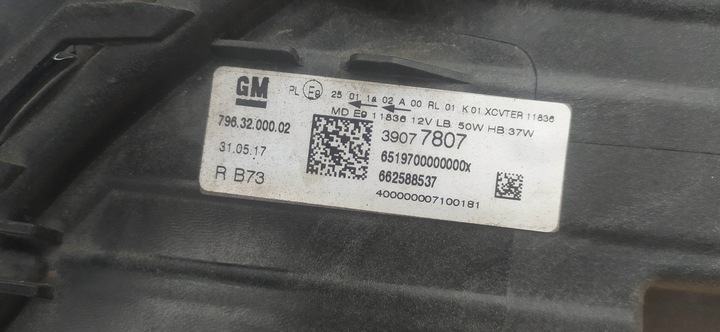 GM
PL E9 25 01 1a 02 A 00 RL 01 K 01 XCVTER 11836
MD E9 11836 12V LB 50W HB 37W
796.32.000.02
39077807
31.05.17
6519700000000x
R B73
662588537
400000007100181